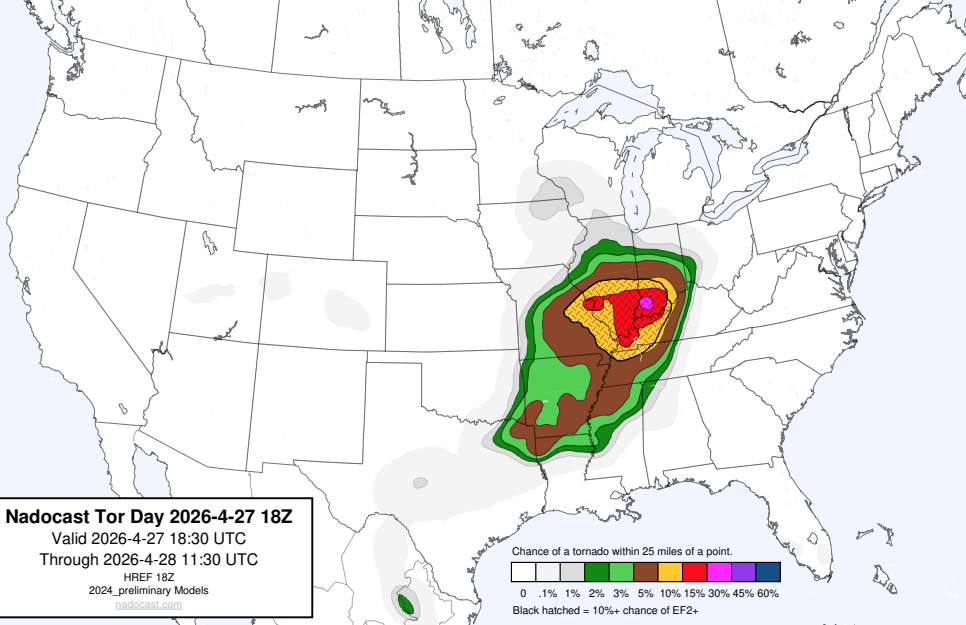 Nadocast Tor Day 2026-4-27 18Z
Valid 2026-4-27 18:30 UTC
Through 2026-4-28 11:30 UTC
HREF 18Z
2024_preliminary Models
nadocast.com
Chance of a tornado within 25 miles of a point.
0 .1% 1% 2% 3% 5% 10% 15% 30% 45% 60%
Black hatched = 10%+ chance of EF2+